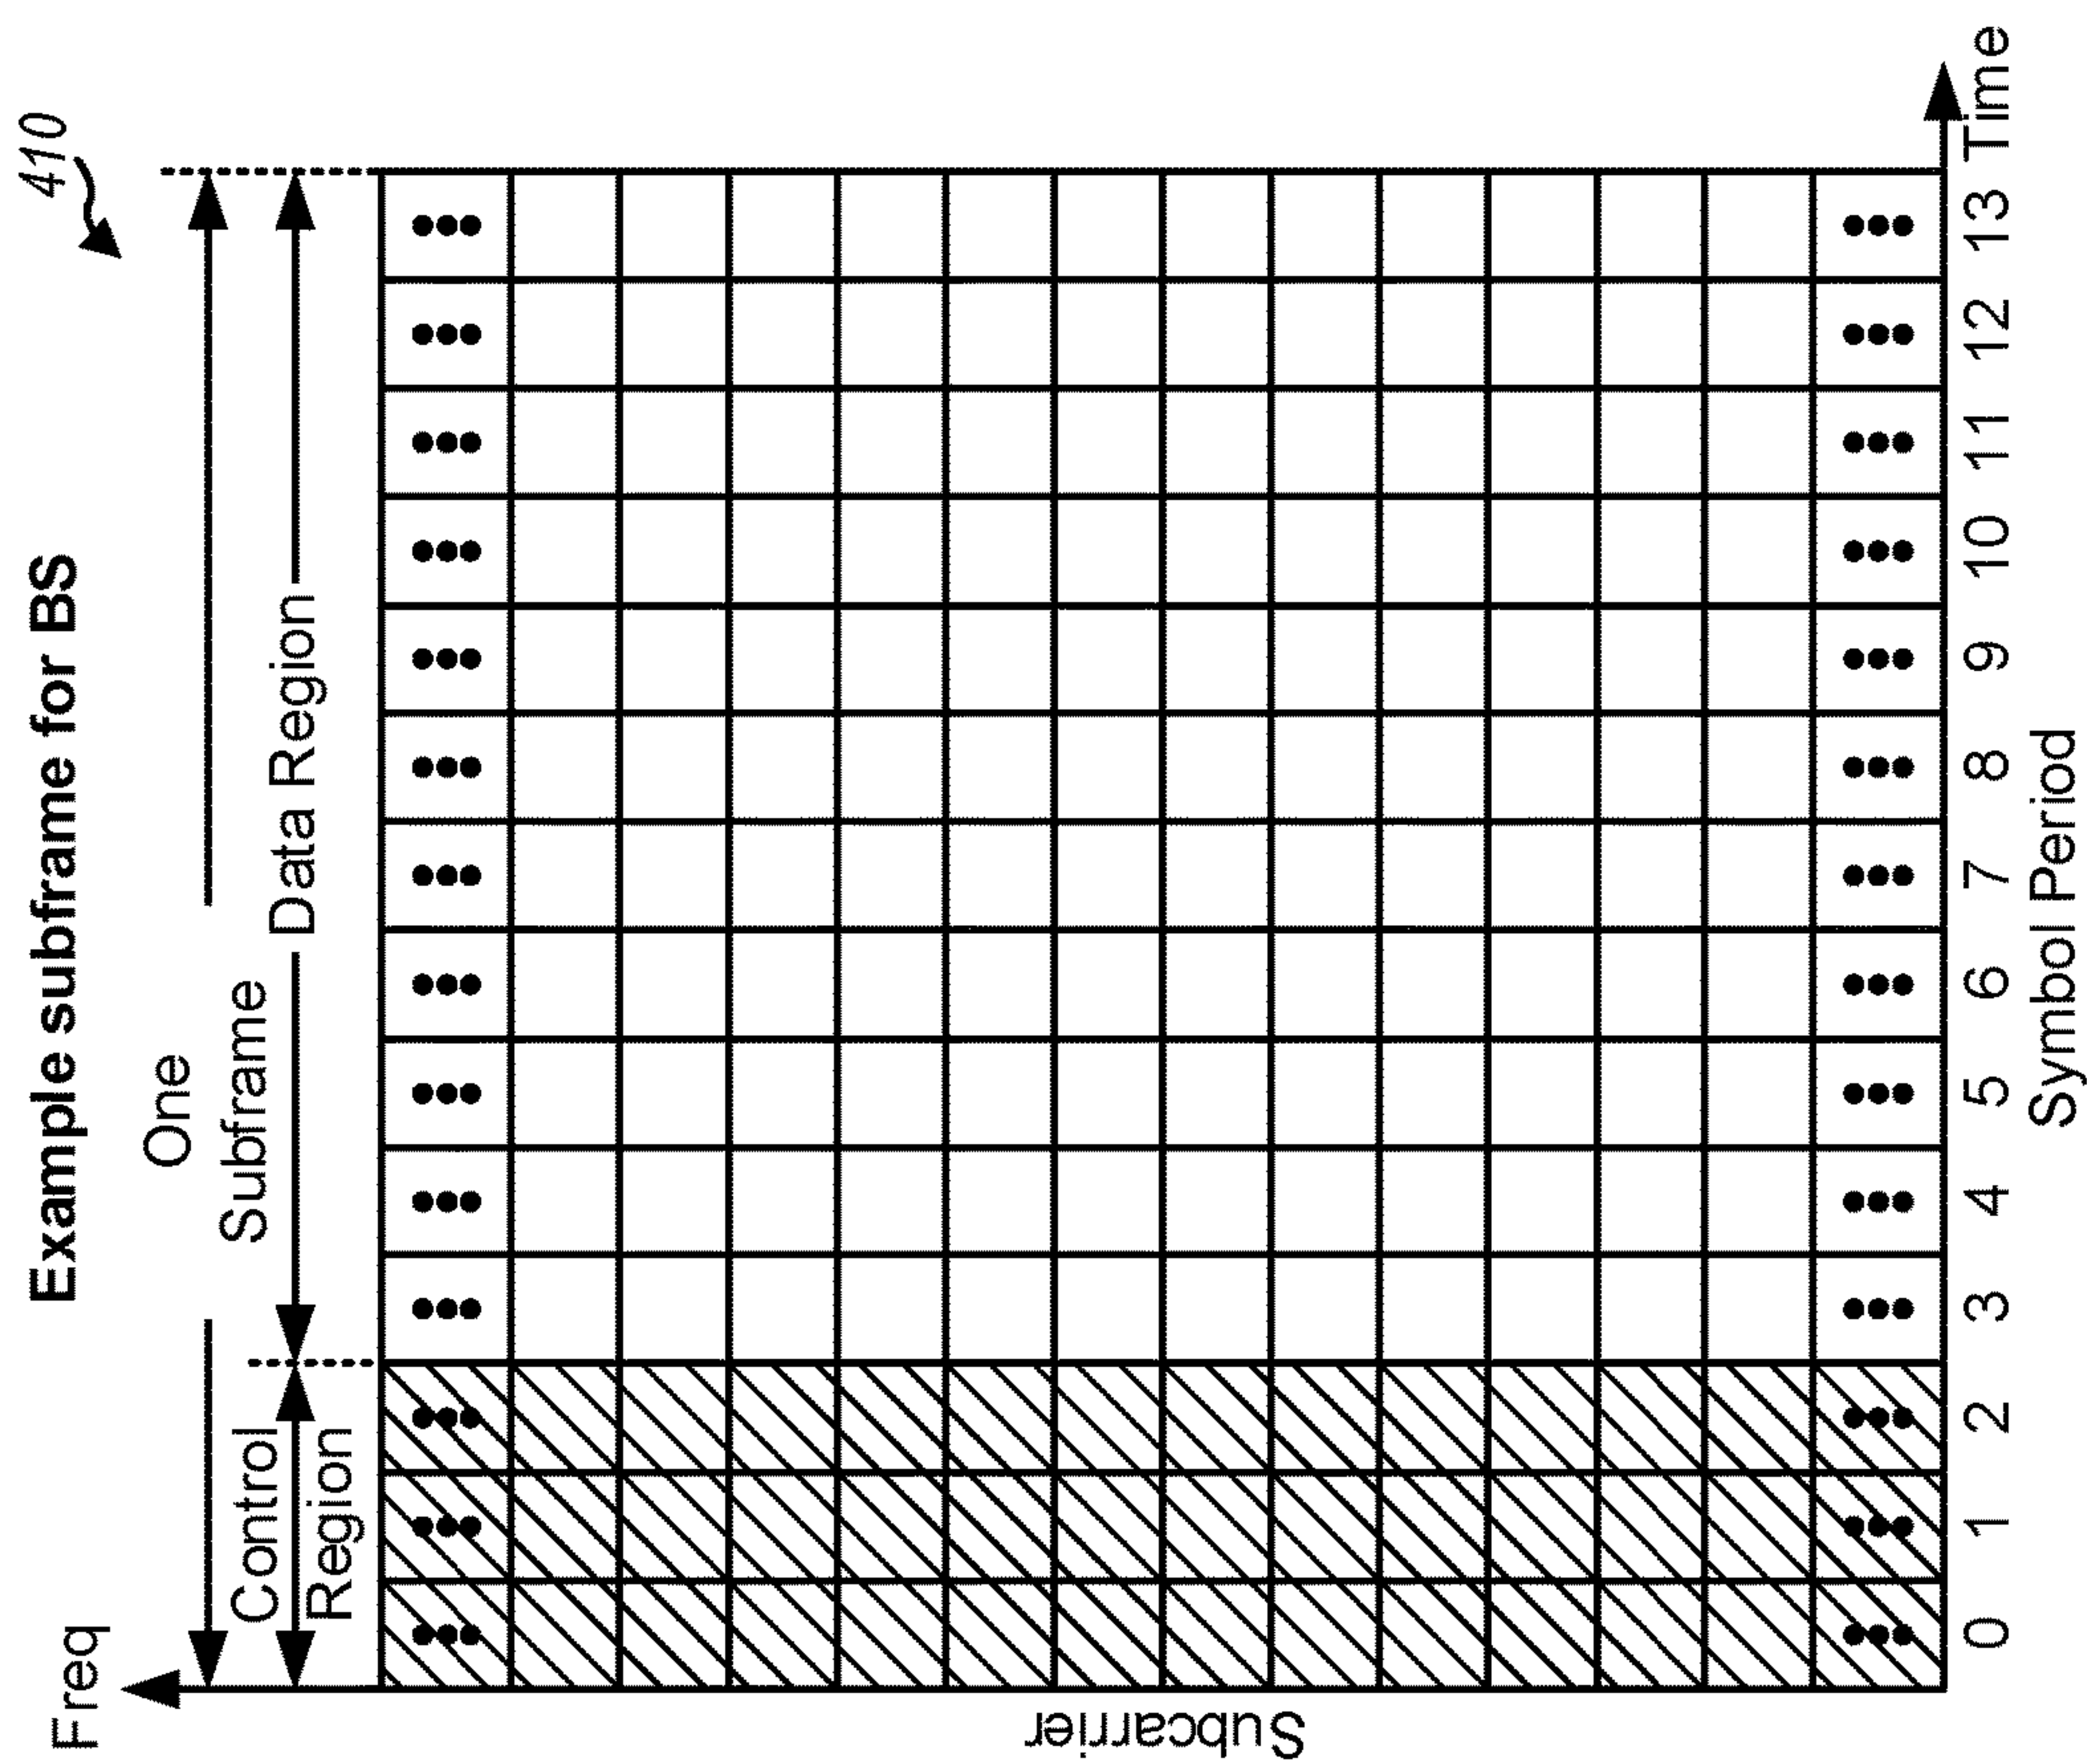 Example subframe for BS
410
Freq
One
Subframe
Control
Region
Data Region
Subcarrier
0 1 2 3 4 5 6 7 8 9 10 11 12 13 Time
Symbol Period